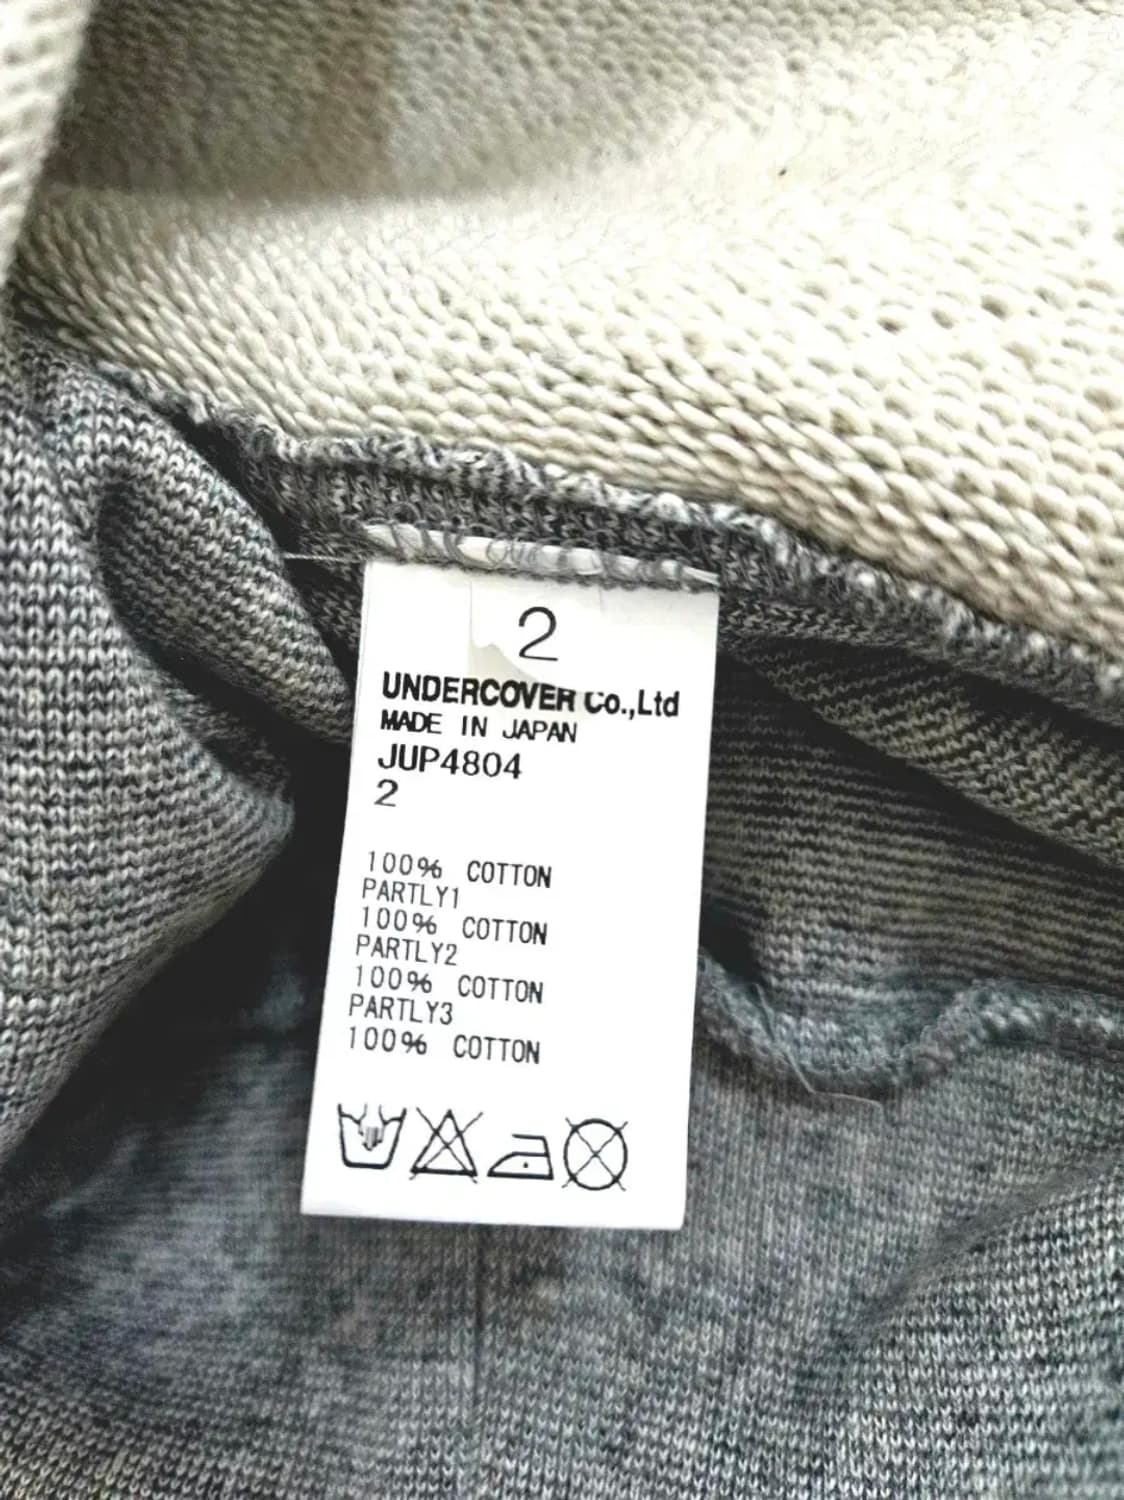 2
UNDERCOVER Co.,Ltd
MADE IN JAPAN
JUP4804
2
100% COTTON
PARTLY1
100% COTTON
PARTLY2
100% COTTON
PARTLY3
100% COTTON